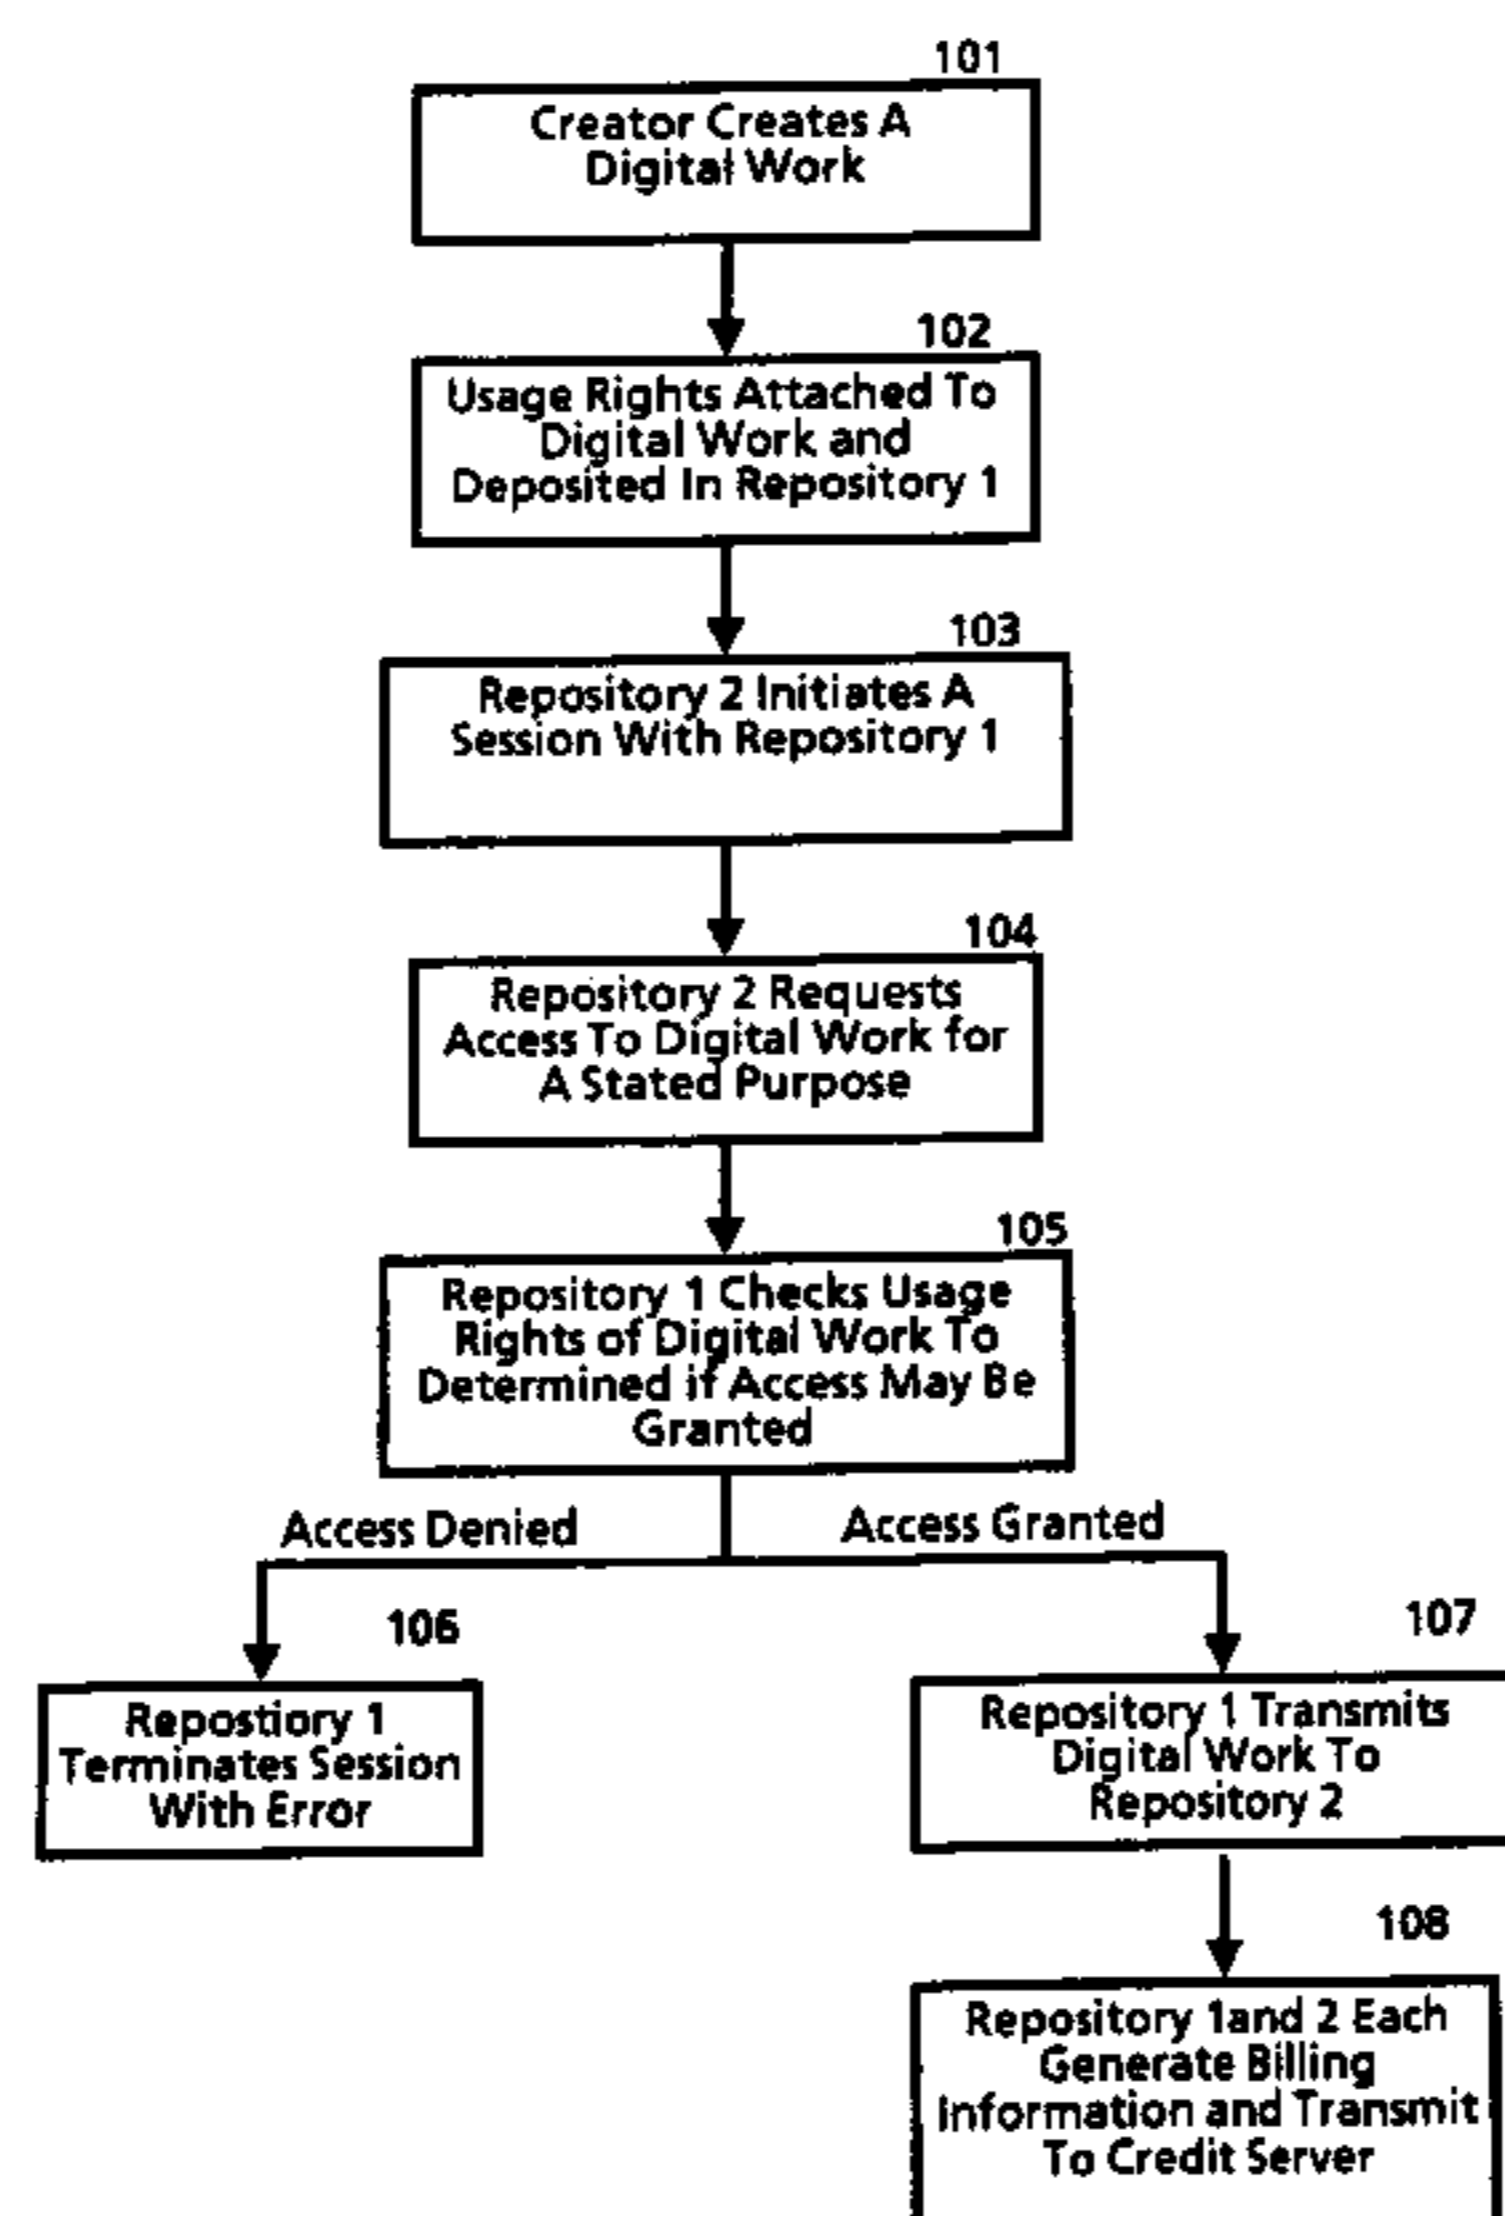 101
Creator Creates A
Digital Work
102
Usage Rights Attached To
Digital Work and
Deposited In Repository 1
103
Repository 2 Initiates A
Session With Repository 1
104
Repository 2 Requests
Access To Digital Work for
A Stated Purpose
105
Repository 1 Checks Usage
Rights of Digital Work To
Determined if Access May Be
Granted
Access Denied
Access Granted
106
Repostiory 1
Terminates Session
With Error
107
Repository 1 Transmits
Digital Work To
Repository 2
108
Repository 1and 2 Each
Generate Billing
Information and Transmit
To Credit Server